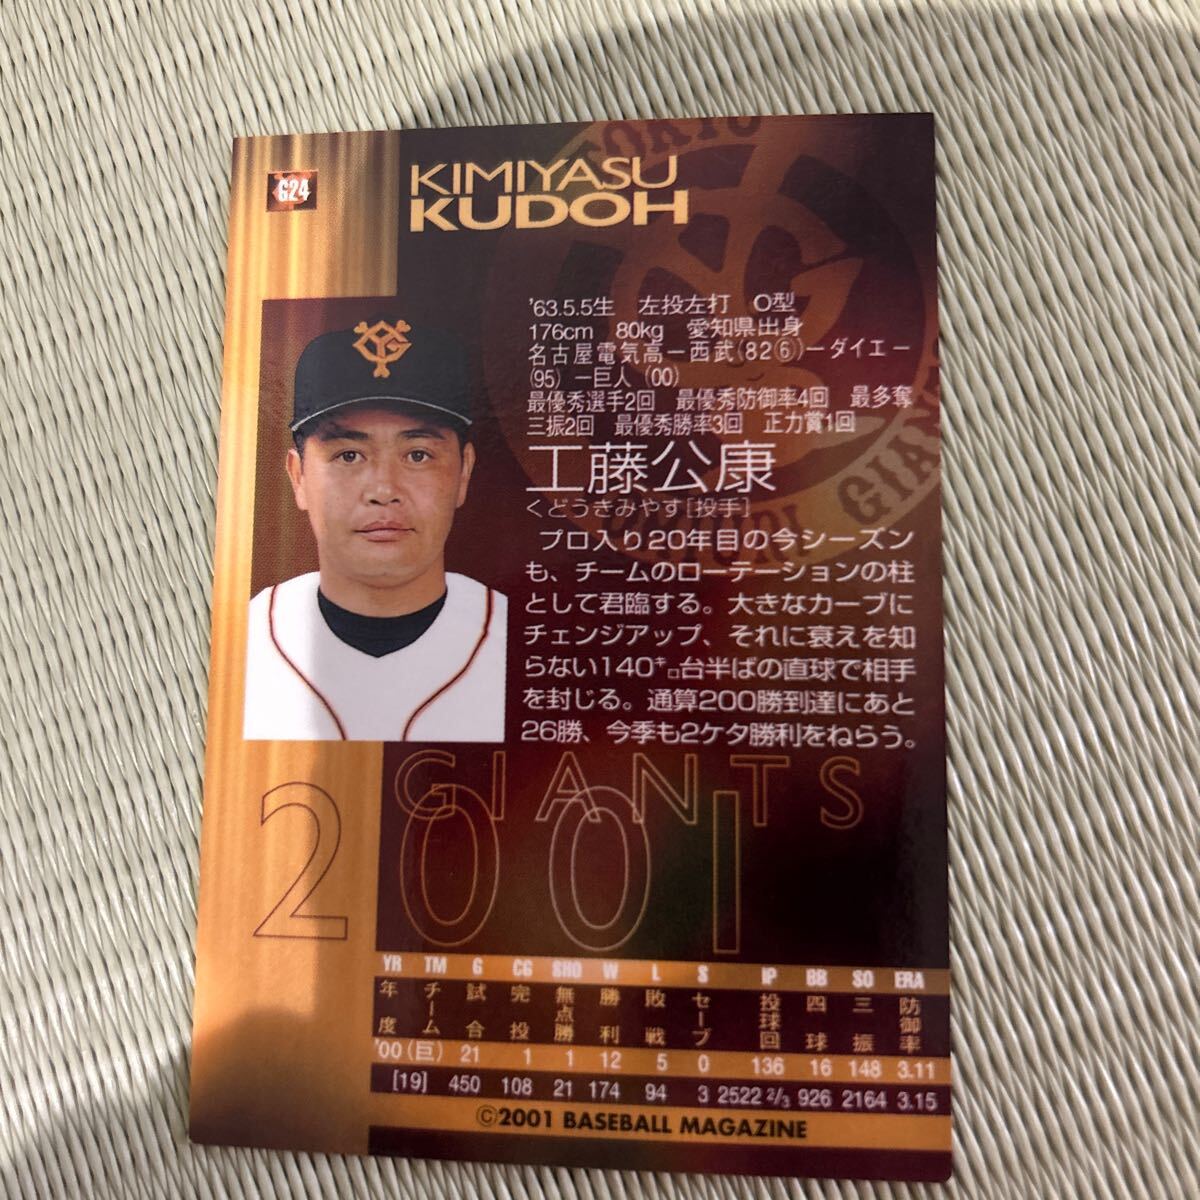 G24
KIMIYASU
KUDOH
'63.5.5生 左投左打 O型
176cm 80kg 愛知県出身
名古屋電気高－西武(82⑥)－ダイエー
(95)－巨人(00)
最優秀選手2回 最優秀防御率4回 最多奪
三振2回 最優秀勝率3回 正力賞1回
工藤公康
くどうきみやす[投手]
プロ入り20年目の今シーズン
も、チームのローテーションの柱
として君臨する。大きなカーブに
チェンジアップ、それに衰えを知
らない140㌔台半ばの直球で相手
を封じる。通算200勝到達にあと
26勝、今季も2ケタ勝利をねらう。
GIANTS
2001
YR TM G CG SHO W L S IP BB SO ERA
年度 チーム 試合 完投 無点勝 勝利 敗戦 セーブ 投球回 四球 三振 防御率
'00 (巨) 21 1 1 12 5 0 136 16 148 3.11
[19] 450 108 21 174 94 3 2522 2/3 926 2164 3.15
©2001 BASEBALL MAGAZINE